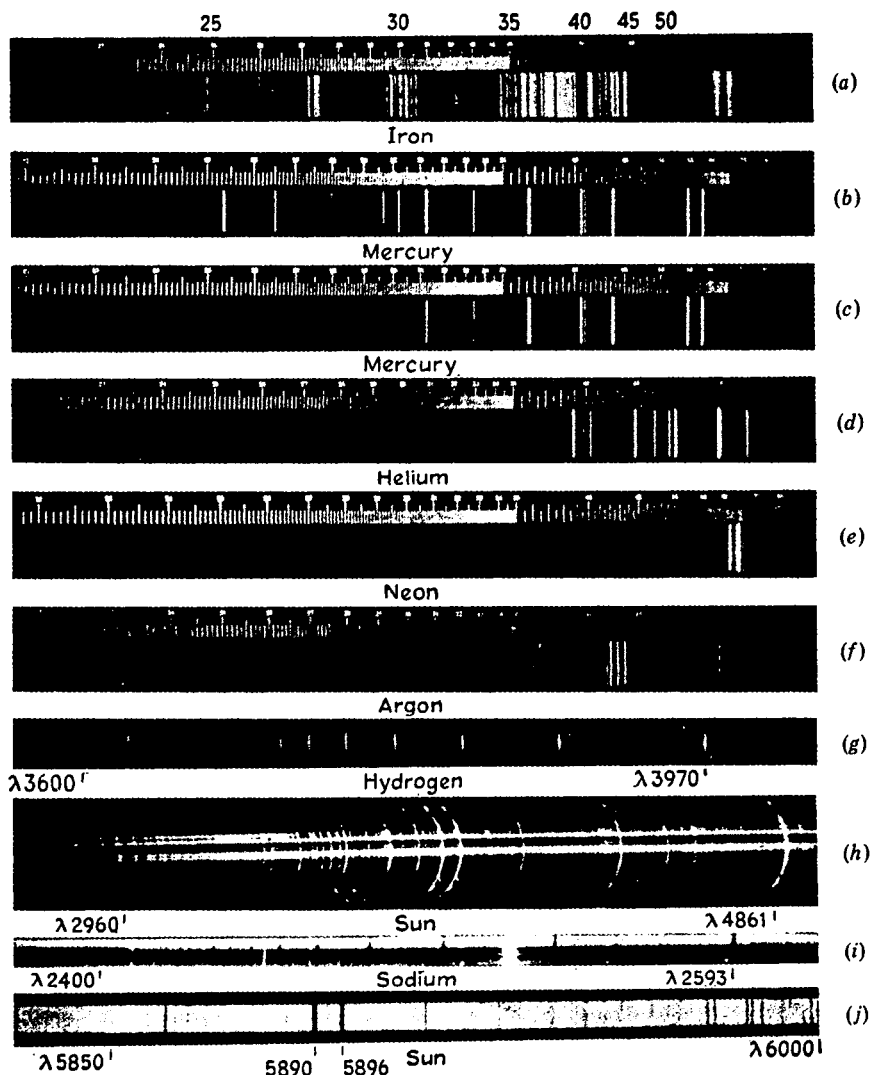 25 30 35 40 45 50
(a)
Iron
(b)
Mercury
(c)
Mercury
(d)
Helium
(e)
Neon
(f)
Argon
(g)
λ3600 Hydrogen λ3970
(h)
λ2960 Sun λ4861
(i)
λ2400 Sodium λ2593
(j)
λ5850 5890 5896 Sun λ6000